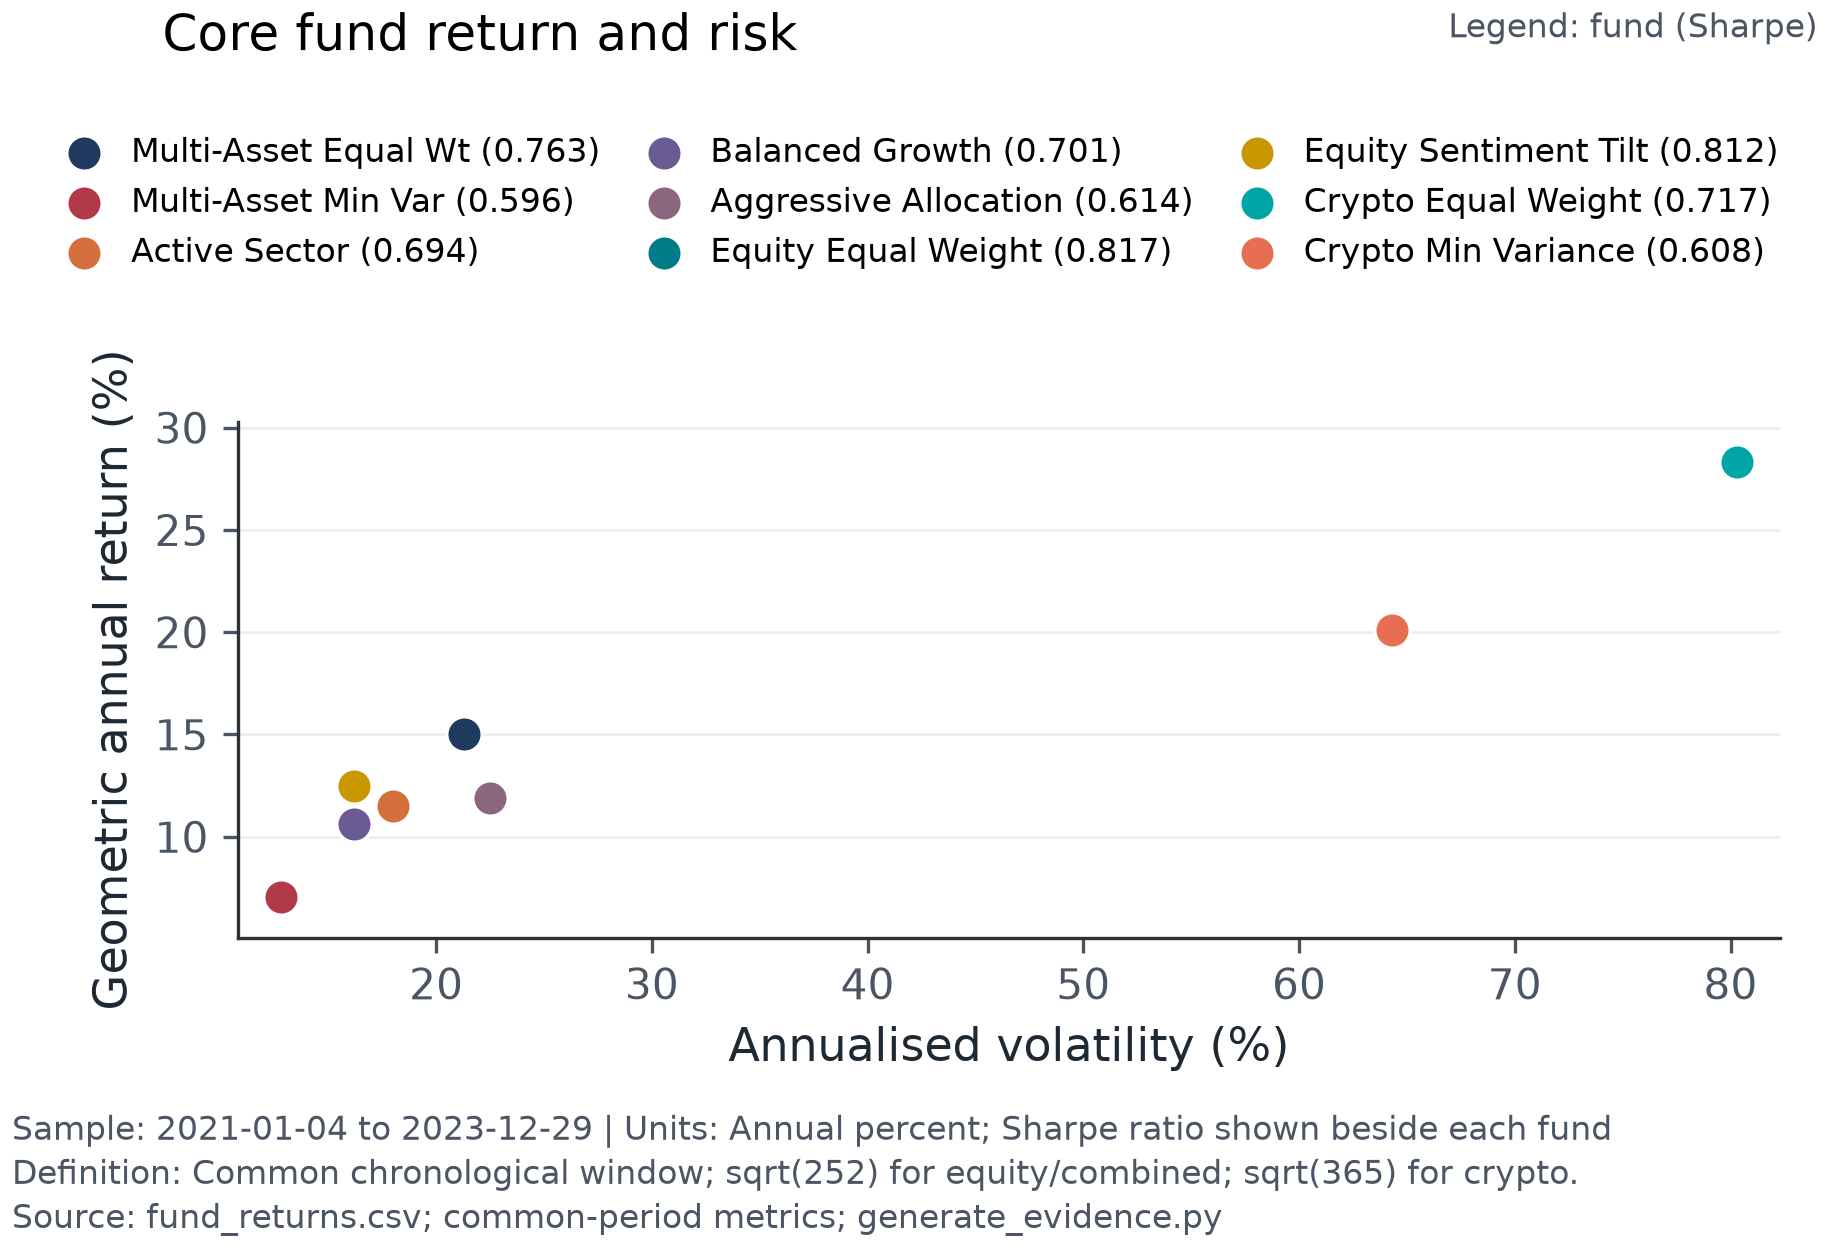 Core fund return and risk
Legend: fund (Sharpe)
Multi-Asset Equal Wt (0.763)
Balanced Growth (0.701)
Equity Sentiment Tilt (0.812)
Multi-Asset Min Var (0.596)
Aggressive Allocation (0.614)
Crypto Equal Weight (0.717)
Active Sector (0.694)
Equity Equal Weight (0.817)
Crypto Min Variance (0.608)
Geometric annual return (%)
30
25
20
15
10
20
30
40
50
60
70
80
Annualised volatility (%)
Sample: 2021-01-04 to 2023-12-29 | Units: Annual percent; Sharpe ratio shown beside each fund
Definition: Common chronological window; sqrt(252) for equity/combined; sqrt(365) for crypto.
Source: fund_returns.csv; common-period metrics; generate_evidence.py